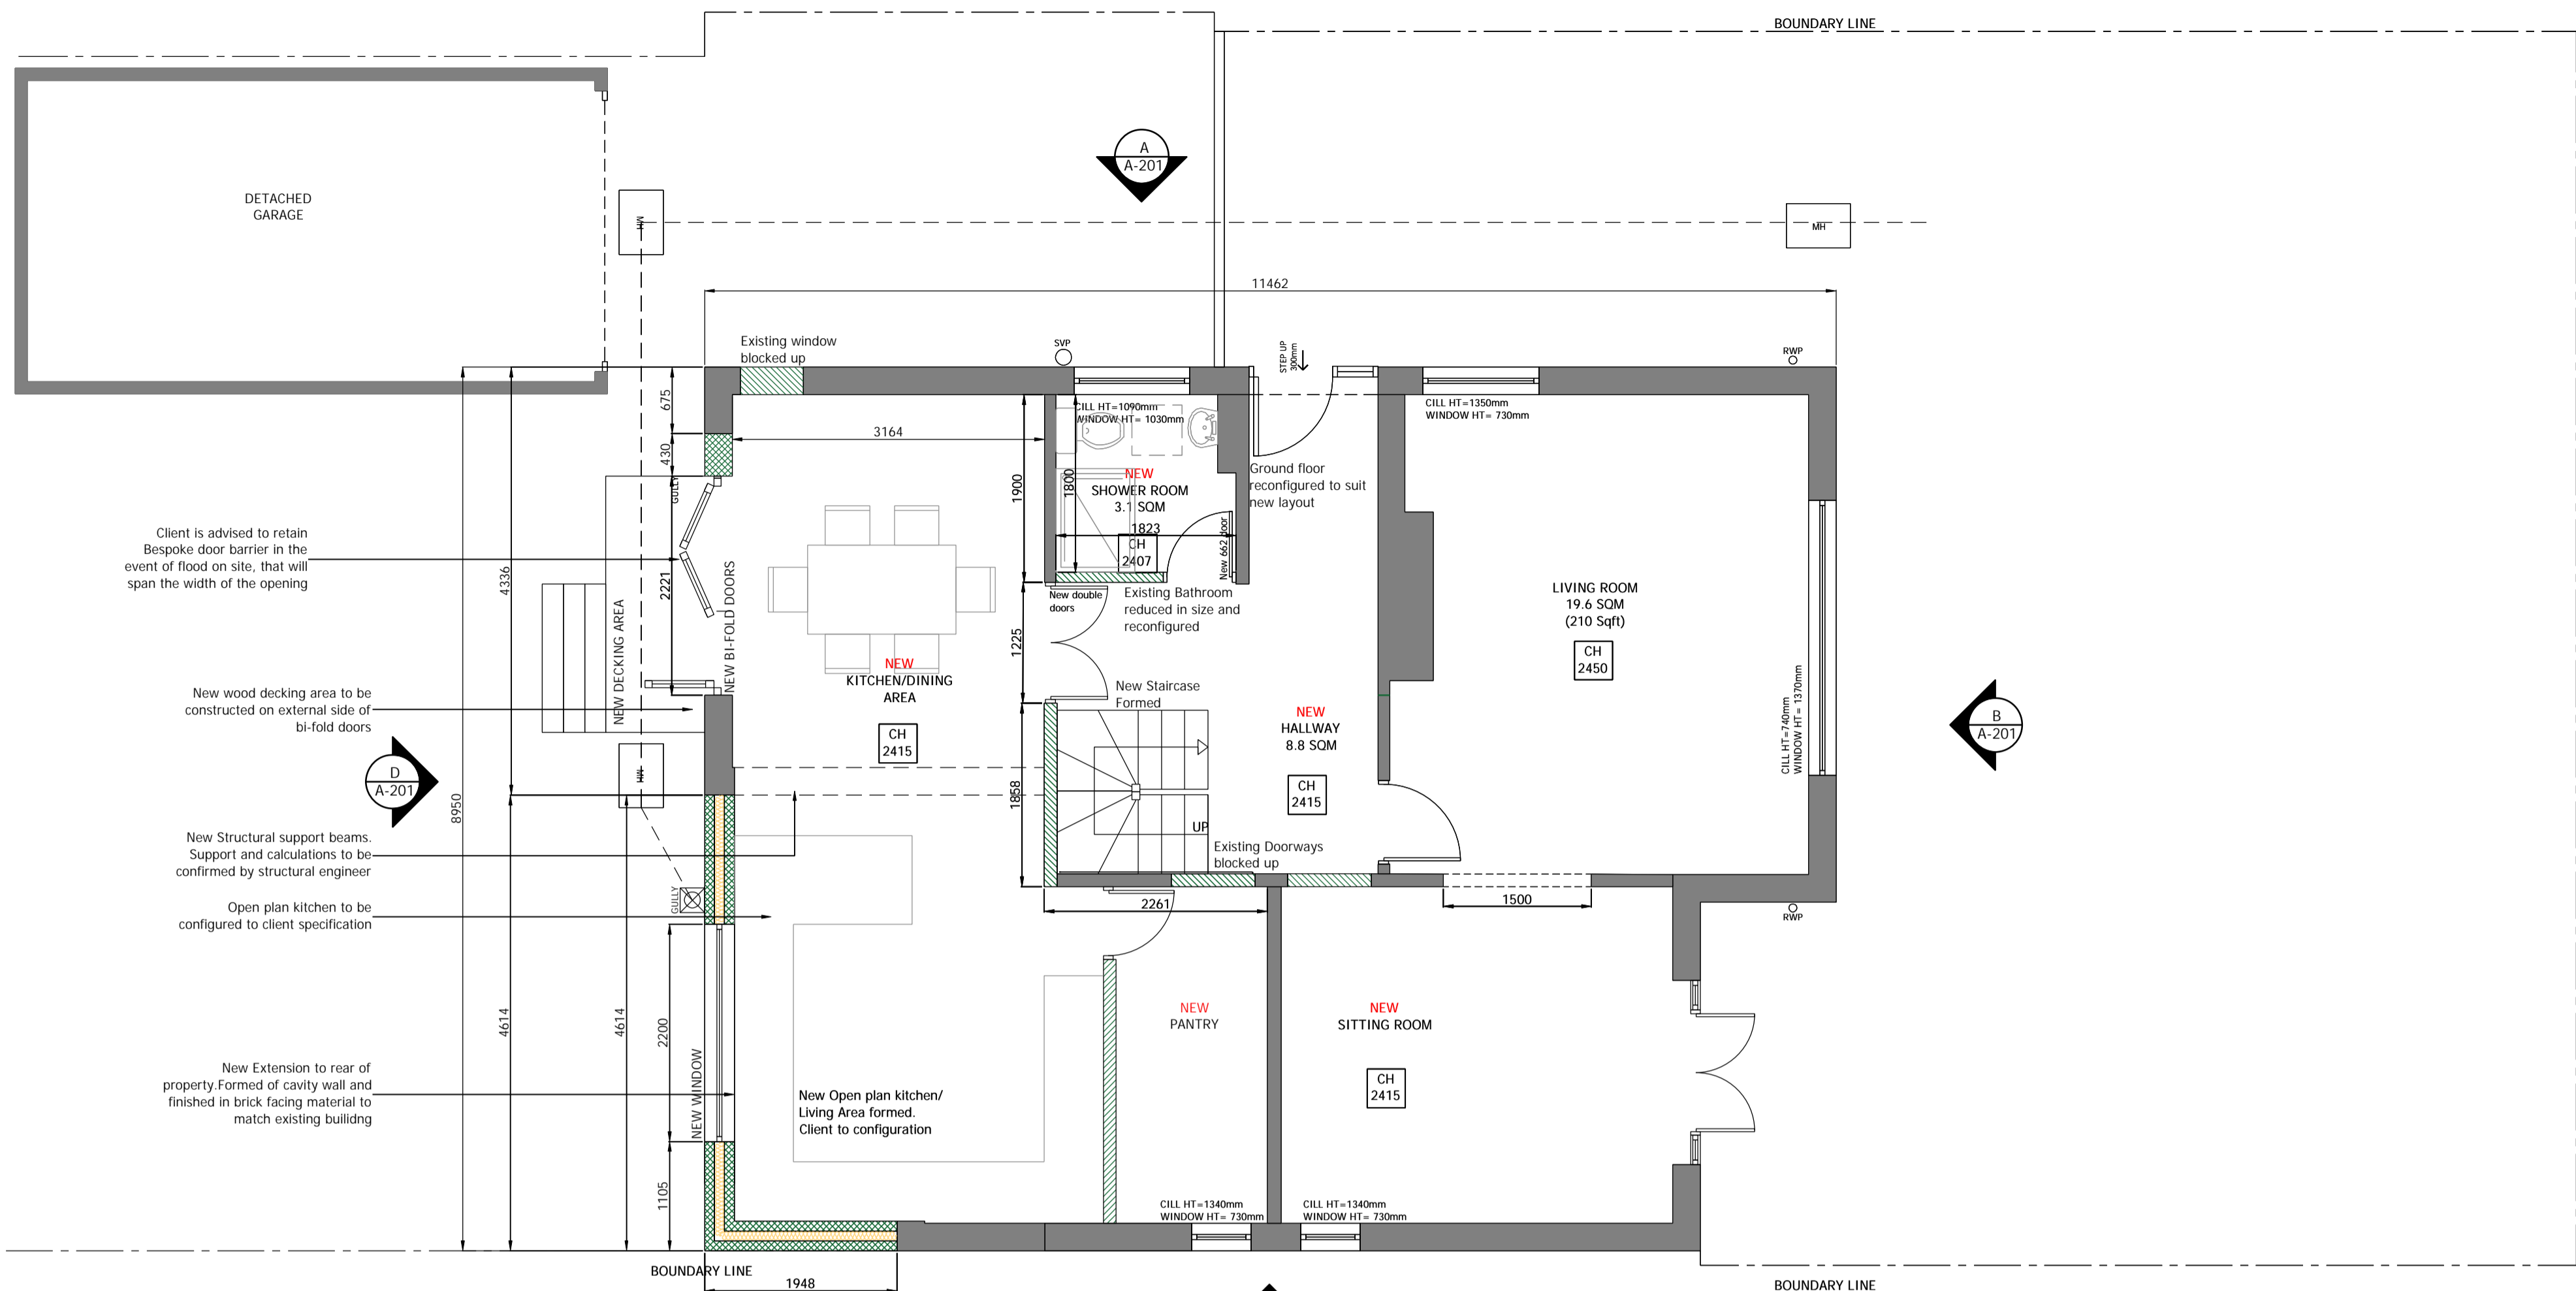 BOUNDARY LINE
DETACHED
GARAGE
A
A-201
MH
MH
11462
Existing window
blocked up
SVP
STEP UP
300mm
RWP
675
CILL HT=1090mm
WINDOW HT= 1030mm
CILL HT=1350mm
WINDOW HT= 730mm
3164
430
GULLY
1900
1800
NEW
SHOWER ROOM
3.1 SQM
1823
CH
2407
New 662 door
Ground floor
reconfigured to suit
new layout
Client is advised to retain
Bespoke door barrier in the
event of flood on site, that will
span the width of the opening
4336
2221
NEW BI-FOLD DOORS
NEW DECKING AREA
New double
doors
Existing Bathroom
reduced in size and
reconfigured
LIVING ROOM
19.6 SQM
(210 Sqft)
CH
2450
1225
NEW
KITCHEN/DINING
AREA
CH
2415
New wood decking area to be
constructed on external side of
bi-fold doors
New Staircase
Formed
NEW
HALLWAY
8.8 SQM
CH
2415
CILL HT=740mm
WINDOW HT= 1370mm
B
A-201
D
A-201
MH
8950
1858
UP
Existing Doorways
blocked up
New Structural support beams.
Support and calculations to be
confirmed by structural engineer
GULLY
Open plan kitchen to be
configured to client specification
2261
1500
RWP
4614
4614
2200
NEW WINDOW
NEW
PANTRY
NEW
SITTING ROOM
CH
2415
New Extension to rear of
property.Formed of cavity wall and
finished in brick facing material to
match existing builidng
New Open plan kitchen/
Living Area formed.
Client to configuration
1105
CILL HT=1340mm
WINDOW HT= 730mm
CILL HT=1340mm
WINDOW HT= 730mm
BOUNDARY LINE
1948
BOUNDARY LINE